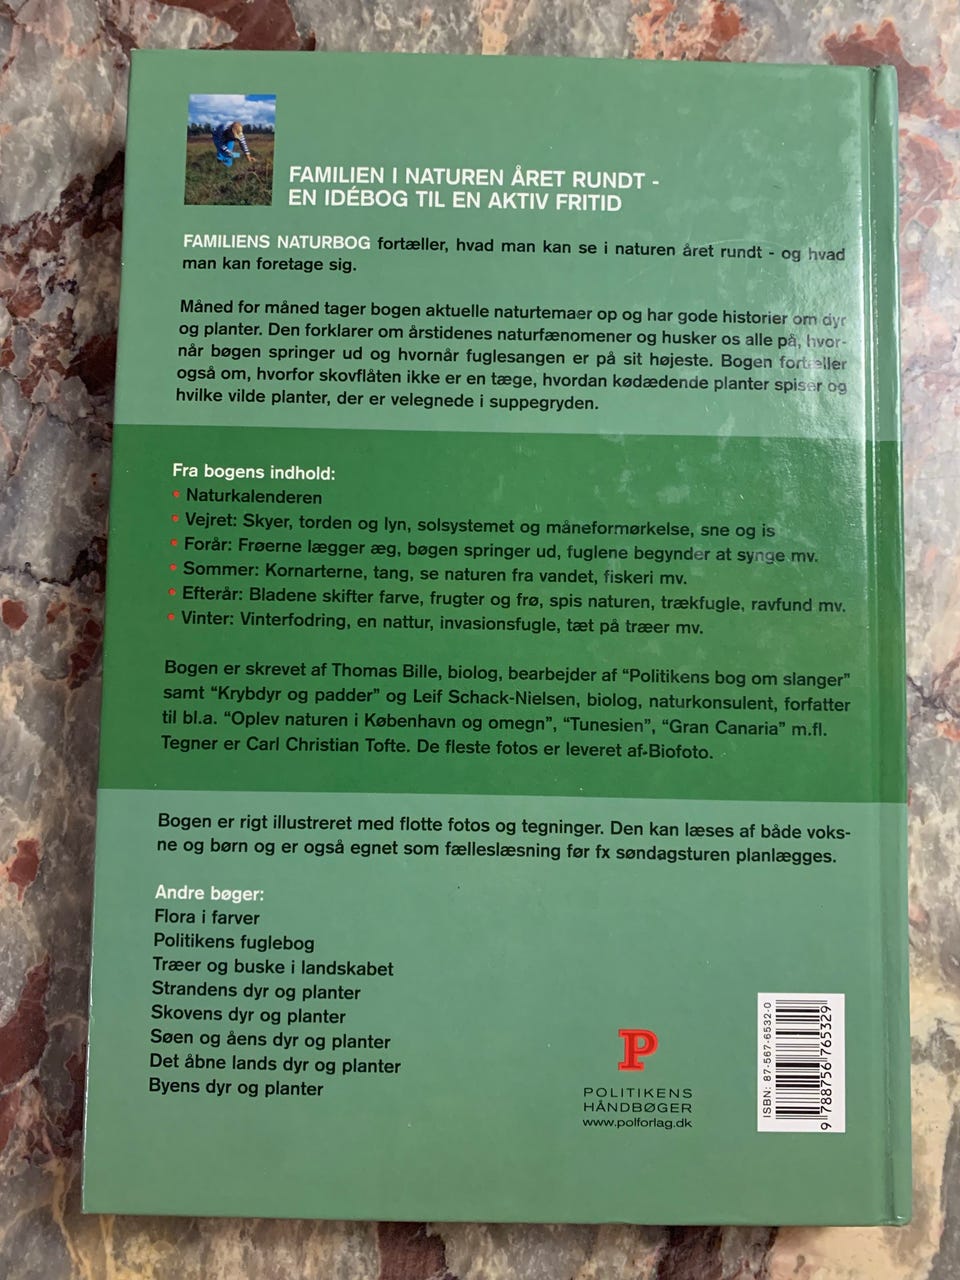 FAMILIEN I NATUREN ÅRET RUNDT -
EN IDÉBOG TIL EN AKTIV FRITID
FAMILIENS NATURBOG fortæller, hvad man kan se i naturen året rundt - og hvad
man kan foretage sig.
Måned for måned tager bogen aktuelle naturtemaer op og har gode historier om dyr
og planter. Den forklarer om årstidenes naturfænomener og husker os alle på, hvor-
når bøgen springer ud og hvornår fuglesangen er på sit højeste. Bogen fortæller
også om, hvorfor skovflåten ikke er en tæge, hvordan kødædende planter spiser og
hvilke vilde planter, der er velegnede i suppegryden.
Fra bogens indhold:
• Naturkalenderen
• Vejret: Skyer, torden og lyn, solsystemet og måneformørkelse, sne og is
• Forår: Frøerne lægger æg, bøgen springer ud, fuglene begynder at synge mv.
• Sommer: Kornarterne, tang, se naturen fra vandet, fiskeri mv.
• Efterår: Bladene skifter farve, frugter og frø, spis naturen, trækfugle, ravfund mv.
• Vinter: Vinterfodring, en nattur, invasionsfugle, tæt på træer mv.
Bogen er skrevet af Thomas Bille, biolog, bearbejder af “Politikens bog om slanger”
samt “Krybdyr og padder” og Leif Schack-Nielsen, biolog, naturkonsulent, forfatter
til bl.a. “Oplev naturen i København og omegn”, “Tunesien”, “Gran Canaria” m.fl.
Tegner er Carl Christian Tofte. De fleste fotos er leveret af-Biofoto.
Bogen er rigt illustreret med flotte fotos og tegninger. Den kan læses af både voks-
ne og børn og er også egnet som fælleslæsning før fx søndagsturen planlægges.
Andre bøger:
Flora i farver
Politikens fuglebog
Træer og buske i landskabet
Strandens dyr og planter
Skovens dyr og planter
Søen og åens dyr og planter
Det åbne lands dyr og planter
Byens dyr og planter
P
POLITIKENS
HÅNDBØGER
www.polforlag.dk
ISBN: 87-567-6532-0
9 788756 765329